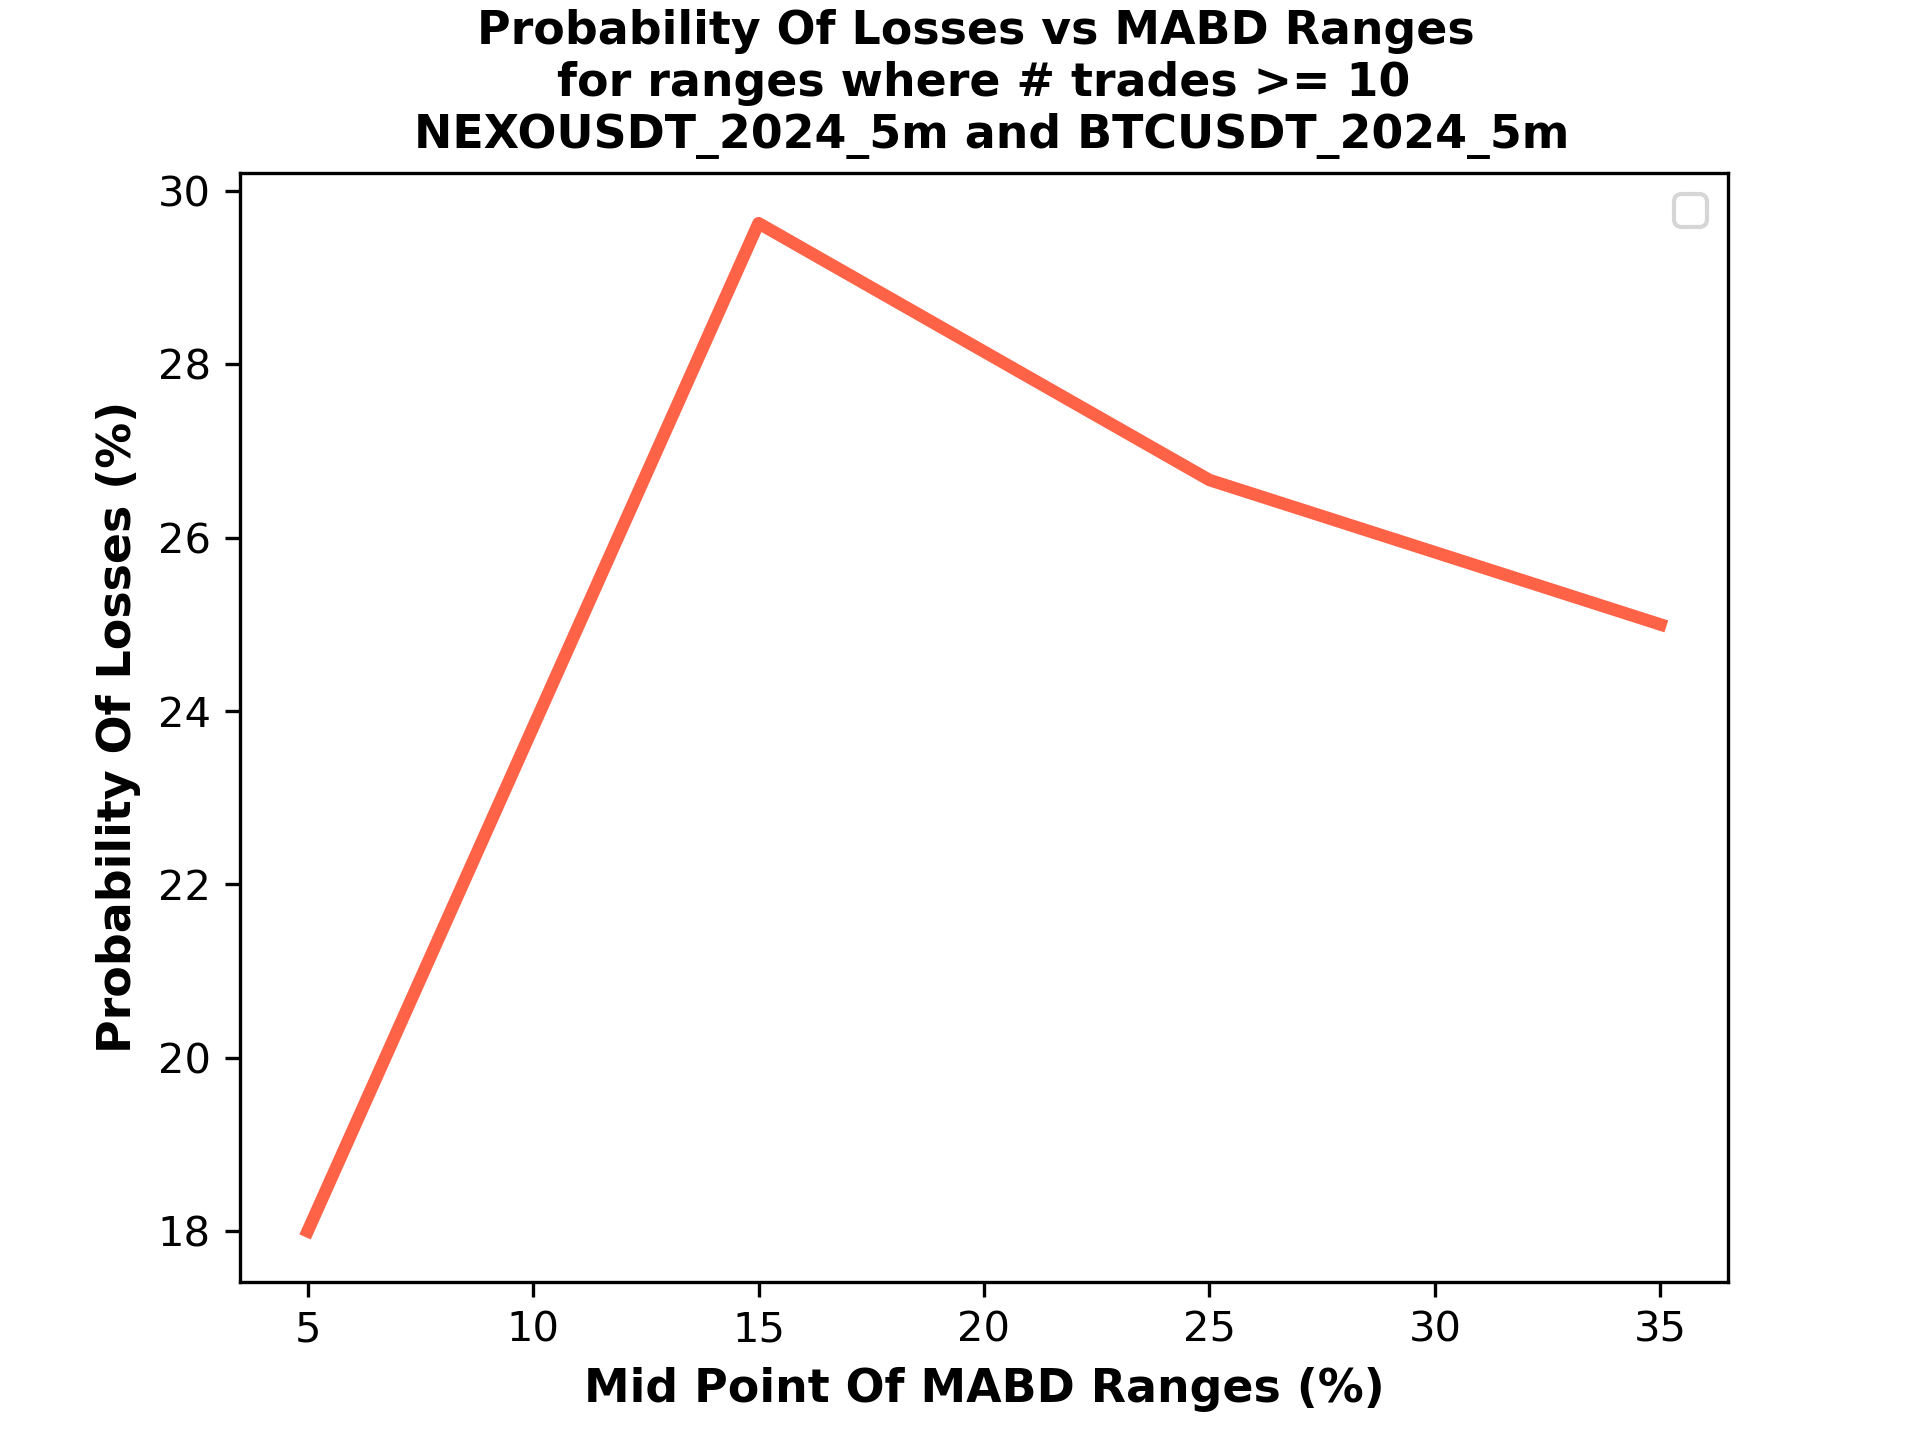 Probability Of Losses vs MABD Ranges
for ranges where # trades >= 10
NEXOUSDT_2024_5m and BTCUSDT_2024_5m
30
28
26
24
22
20
18
Probability Of Losses (%)
5 10 15 20 25 30 35
Mid Point Of MABD Ranges (%)